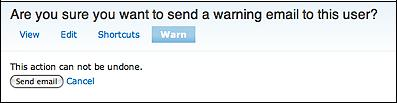 Are you sure you want to send a warning email to this user?
View Edit Shortcuts Warn
This action can not be undone.
Send email Cancel